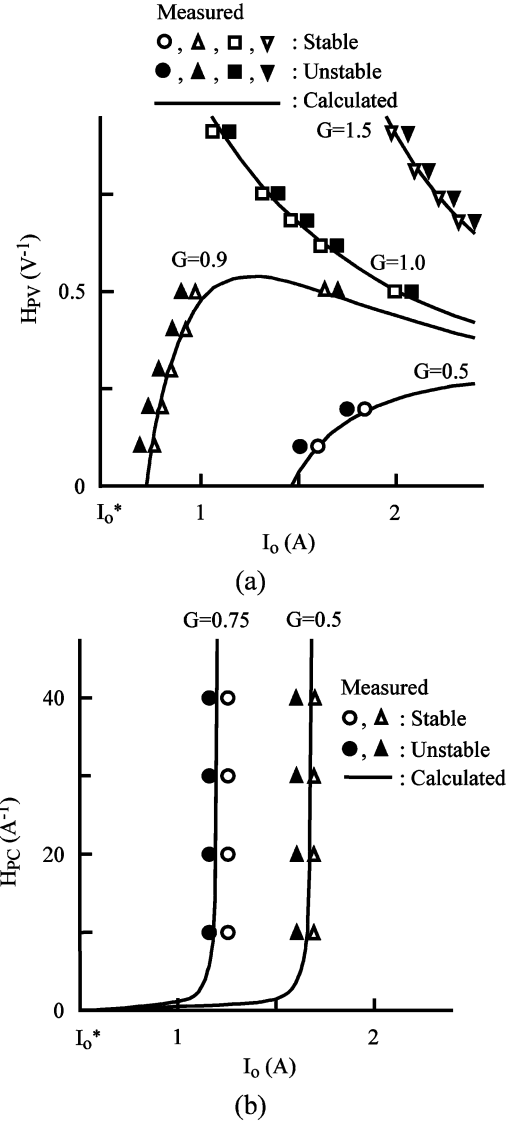 Measured
, , , : Stable
, , , : Unstable
: Calculated
G=1.5
G=0.9
G=1.0
G=0.5
H_PV (V^-1)
0.5
0
I_o* 1 2
I_o (A)
(a)
G=0.75 G=0.5
Measured
, : Stable
, : Unstable
: Calculated
H_PC (A^-1)
40
20
0
I_o* 1 2
I_o (A)
(b)